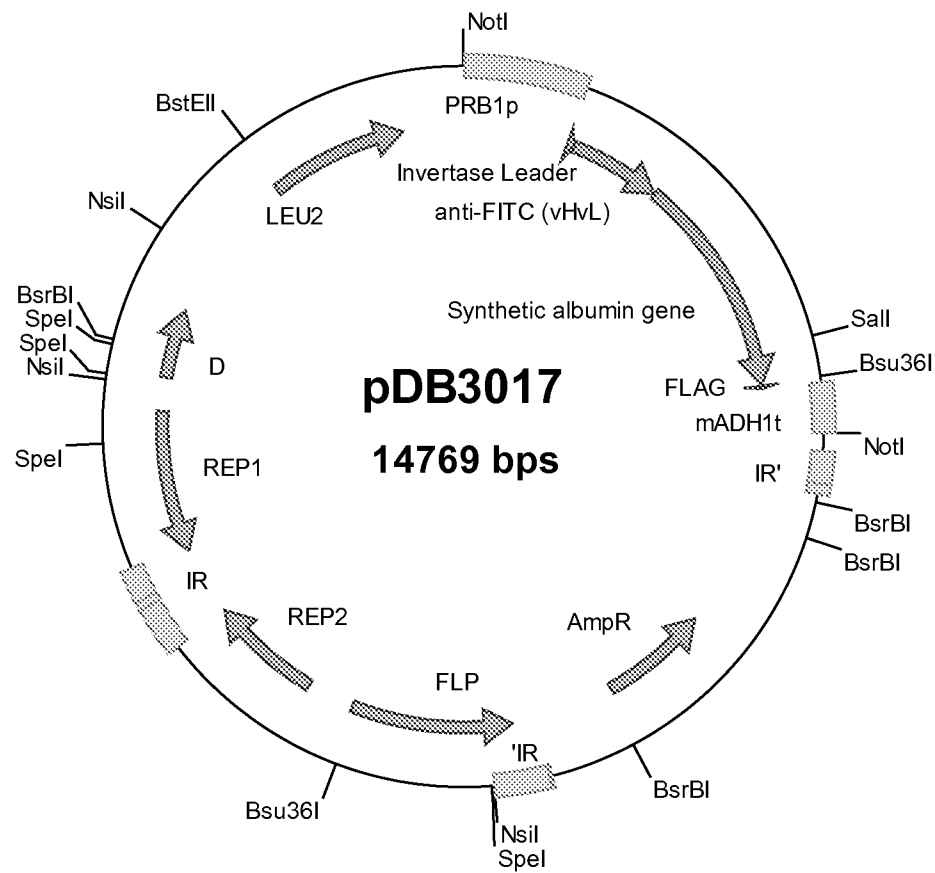 NotI
PRB1p
BstEII
Invertase Leader
LEU2
anti-FITC (vHvL)
NsiI
BsrBI
SpeI
SpeI
NsiI
Synthetic albumin gene
SalI
Bsu36I
D
pDB3017
FLAG
mADH1t
NotI
14769 bps
SpeI
REP1
IR'
BsrBI
BsrBI
IR
REP2
AmpR
FLP
'IR
BsrBI
Bsu36I
NsiI
SpeI